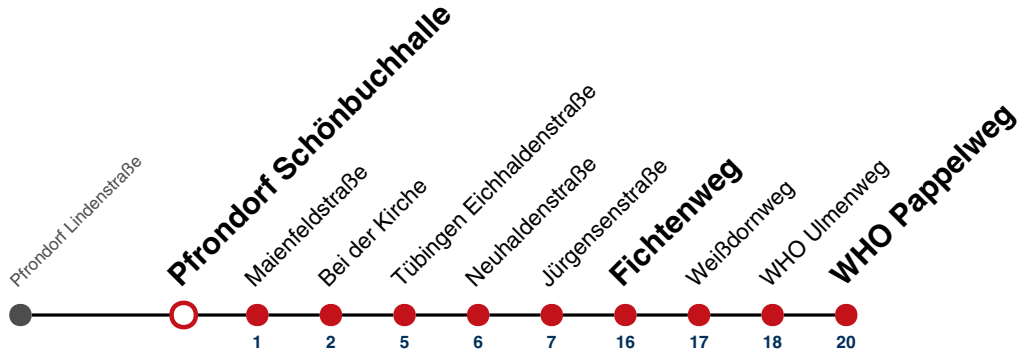 Pfrondorf Lindenstraße
Pfrondorf Schönbuchhalle
Maienfeldstraße
Bei der Kirche
Tübingen Eichhaldenstraße
Neuhaldenstraße
Jürgensenstraße
Fichtenweg
Weißdornweg
WHO Ulmenweg
WHO Pappelweg
1 2 5 6 7 16 17 18 20